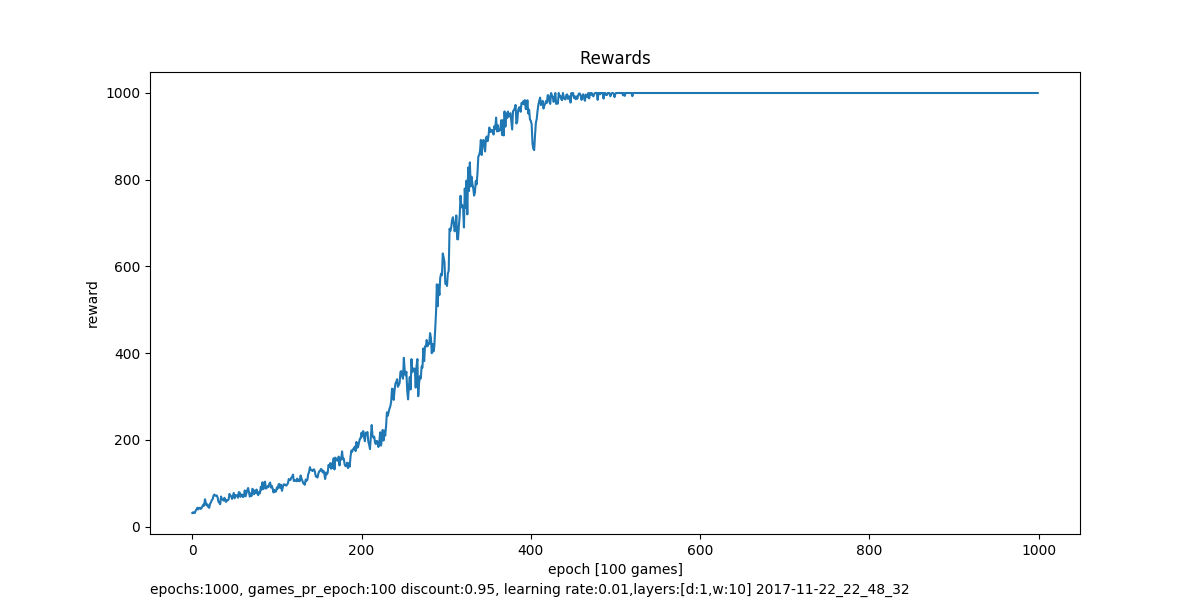 Rewards
1000
800
600
400
200
0
reward
0 200 400 600 800 1000
epoch [100 games]
epochs:1000, games_pr_epoch:100 discount:0.95, learning rate:0.01,layers:[d:1,w:10] 2017-11-22_22_48_32